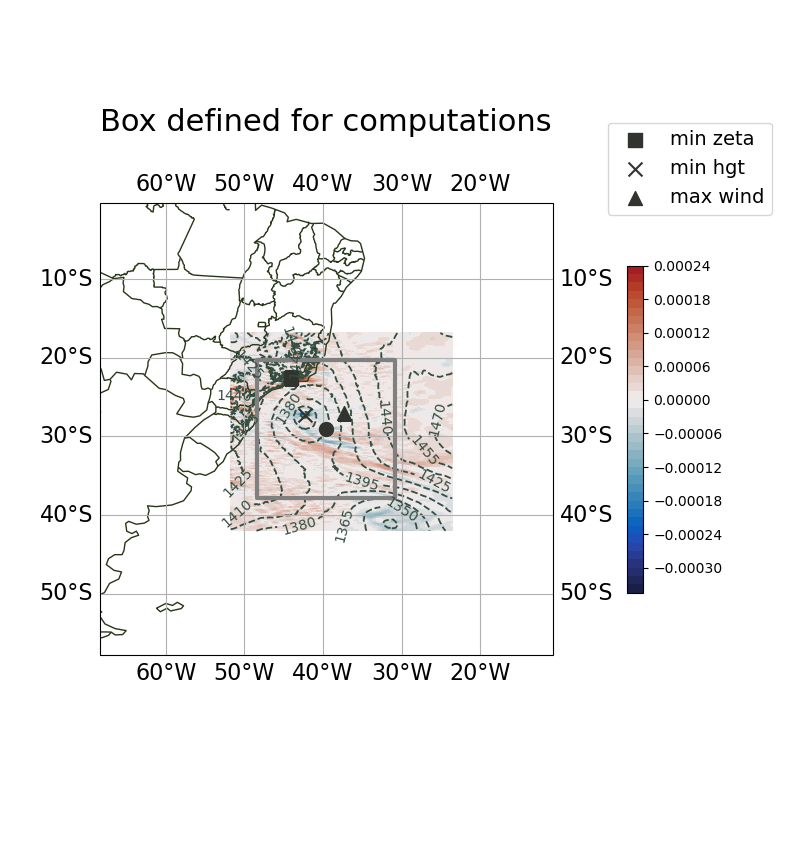 Box defined for computations
min zeta
min hgt
max wind
60°W 50°W 40°W 30°W 20°W
10°S 10°S
20°S 20°S
30°S 30°S
40°S 40°S
50°S 50°S
60°W 50°W 40°W 30°W 20°W
0.00024
0.00018
0.00012
0.00006
0.00000
−0.00006
−0.00012
−0.00018
−0.00024
−0.00030
1380
1440
1470
1455
1425
1395
1425
1350
1410
1380
1365